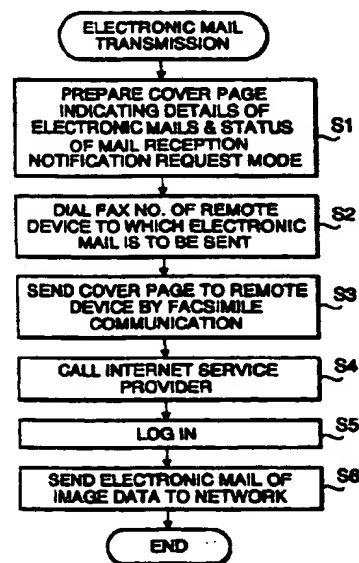 ELECTRONIC MAIL
TRANSMISSION
PREPARE COVER PAGE
INDICATING DETAILS OF
ELECTRONIC MAILS & STATUS
OF MAIL RECEPTION
NOTIFICATION REQUEST MODE
S1
DIAL FAX NO. OF REMOTE
DEVICE TO WHICH ELECTRONIC
MAIL IS TO BE SENT
S2
SEND COVER PAGE TO REMOTE
DEVICE BY FACSIMILE
COMMUNICATION
S3
CALL INTERNET SERVICE
PROVIDER
S4
LOG IN
S5
SEND ELECTRONIC MAIL OF
IMAGE DATA TO NETWORK
S6
END